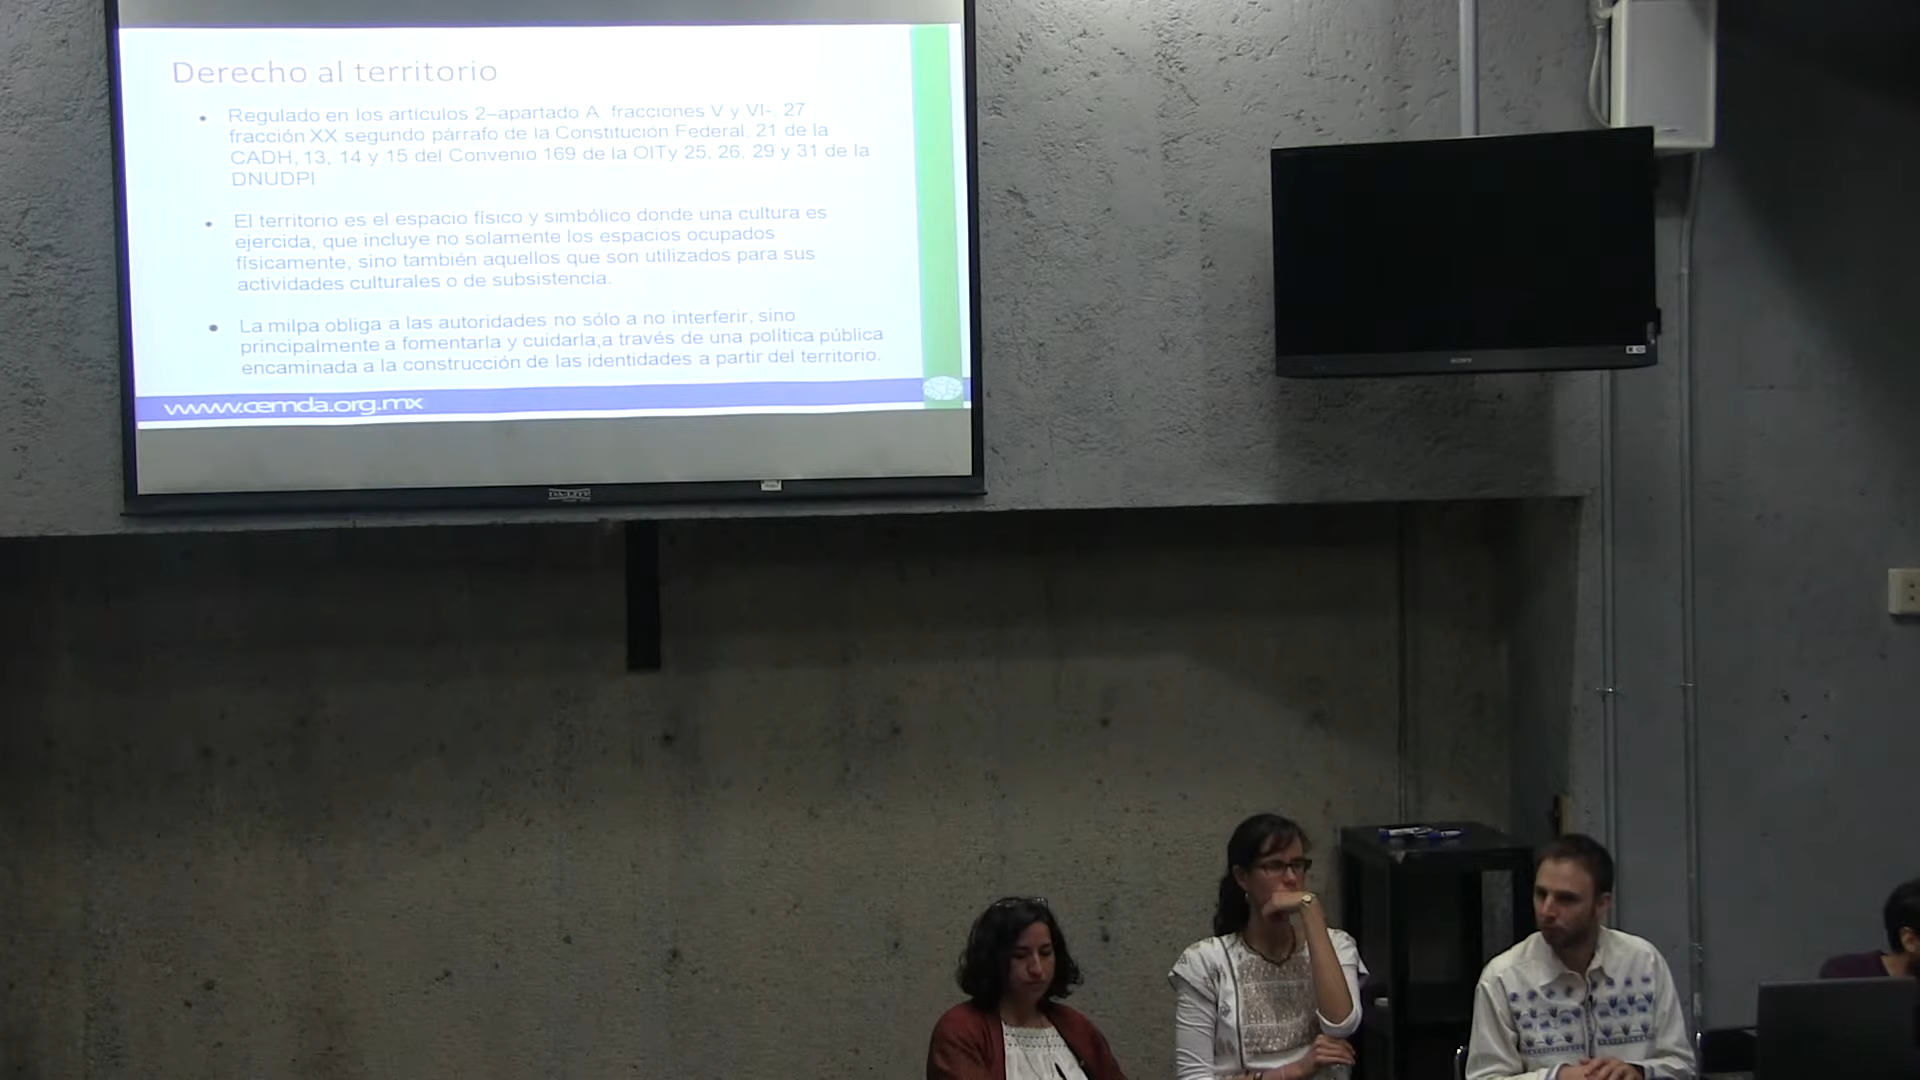 Derecho al territorio
• Regulado en los artículos 2–apartado A fracciones V y VI-, 27
fracción XX segundo párrafo de la Constitución Federal, 21 de la
CADH, 13, 14 y 15 del Convenio 169 de la OITy 25, 26, 29 y 31 de la
DNUDPI
• El territorio es el espacio físico y simbólico donde una cultura es
ejercida, que incluye no solamente los espacios ocupados
físicamente, sino también aquellos que son utilizados para sus
actividades culturales o de subsistencia.
• La milpa obliga a las autoridades no sólo a no interferir, sino
principalmente a fomentarla y cuidarla,a través de una política pública
encaminada a la construcción de las identidades a partir del territorio.
www.cemda.org.mx
DA-LITE
SONY